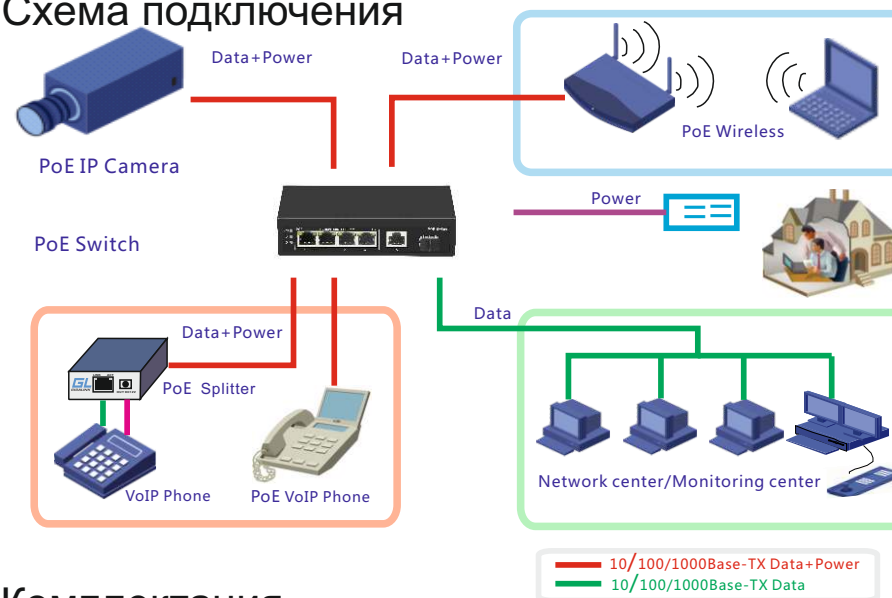 Схема подключения
Data+Power
Data+Power
PoE Wireless
PoE IP Camera
Power
PoE Switch
Data
Data+Power
GL
PoE Splitter
VoIP Phone
PoE VoIP Phone
Network center/Monitoring center
10/100/1000Base-TX Data+Power
10/100/1000Base-TX Data
Комплектация